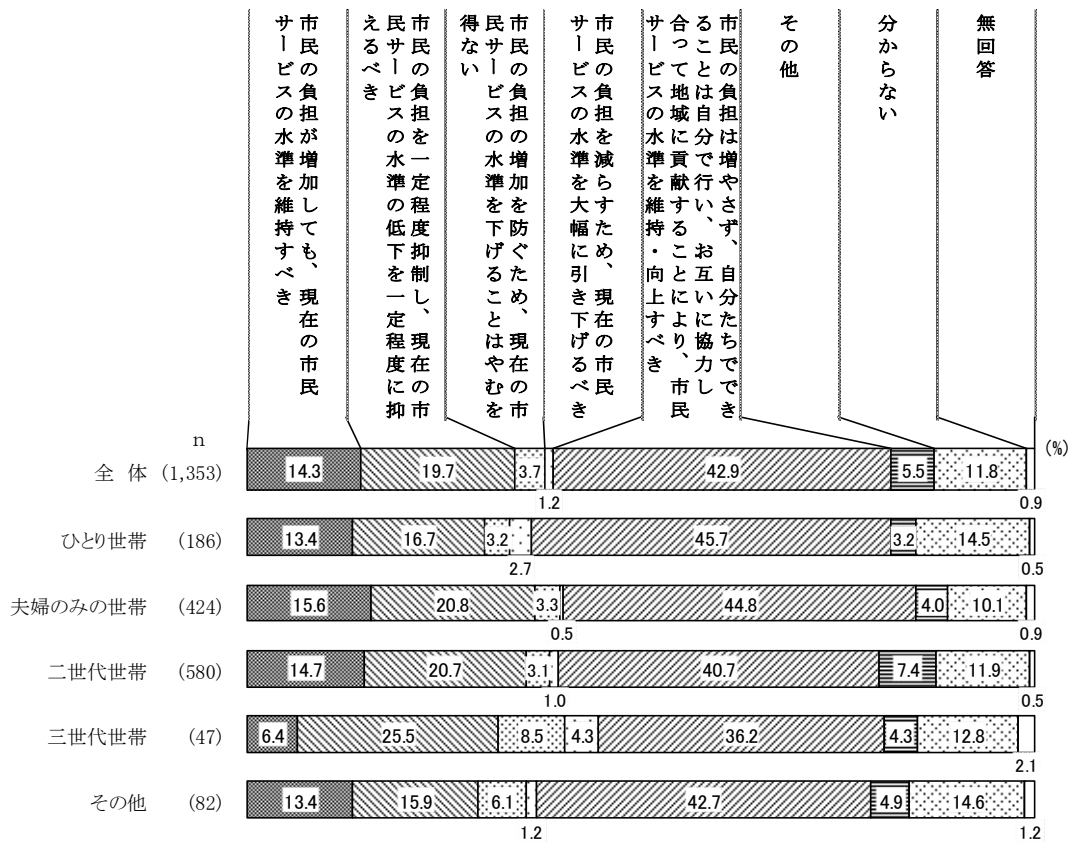 市民の負担が増加しても、現在の市民
サービスの水準を維持すべき
市民の負担を一定程度抑制し、現在の市
民サービスの水準の低下を一定程度に抑
えるべき
市民の負担の増加を防ぐため、現在の市
民サービスの水準を下げることはやむを
得ない
市民の負担を減らすため、現在の市民
サービスの水準を大幅に引き下げるべき
市民の負担は増やさず、自分たちででき
ることは自分で行い、お互いに協力し
合って地域に貢献することにより、市民
サービスの水準を維持・向上すべき
その他
分からない
無回答
n
(%)
全 体 (1,353) 14.3 19.7 3.7 1.2 42.9 5.5 11.8 0.9
ひとり世帯 (186) 13.4 16.7 3.2 2.7 45.7 3.2 14.5 0.5
夫婦のみの世帯 (424) 15.6 20.8 3.3 0.5 44.8 4.0 10.1 0.9
二世代世帯 (580) 14.7 20.7 3.1 1.0 40.7 7.4 11.9 0.5
三世代世帯 (47) 6.4 25.5 8.5 4.3 36.2 4.3 12.8 2.1
その他 (82) 13.4 15.9 6.1 1.2 42.7 4.9 14.6 1.2